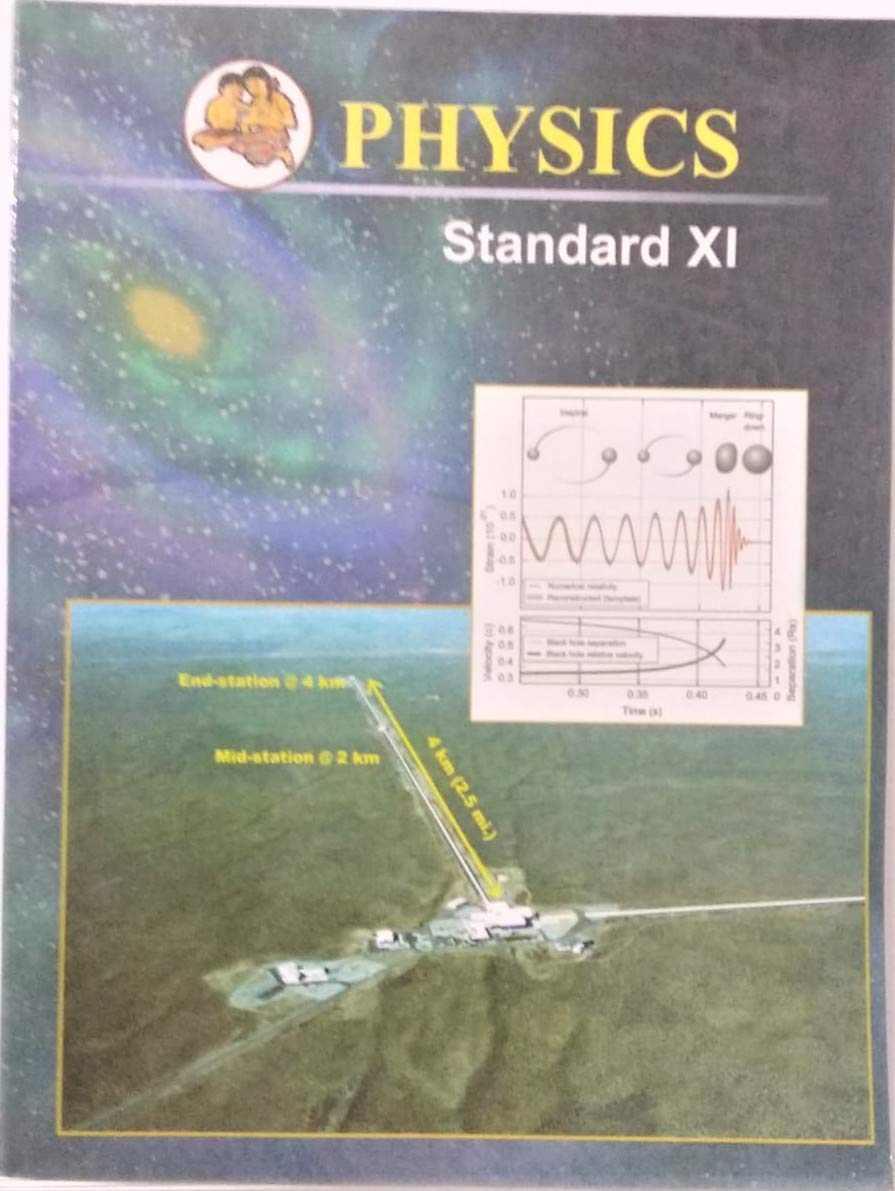 PHYSICS
Standard XI
Inspiral
Merger Ring-
down
Strain (10⁻²¹)
1.0
0.5
0.0
-0.5
-1.0
Numerical relativity
Reconstructed (template)
Velocity (c)
0.6
0.5
0.4
0.3
Black hole separation
Black hole relative velocity
4
3
2
1
0
Separation (Rs)
0.30 0.35 0.40 0.45
Time (s)
End-station @ 4 km
Mid-station @ 2 km
4 km (2.5 mi.)